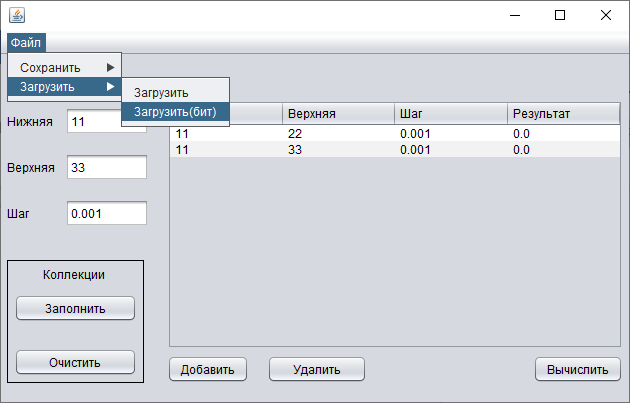 Файл
Сохранить
Загрузить
Загрузить
Загрузить(бит)
Нижняя 11
Верхняя 33
Шаг 0.001
Верхняя Шаг Результат
11 22 0.001 0.0
11 33 0.001 0.0
Коллекции
Заполнить
Очистить
Добавить Удалить Вычислить